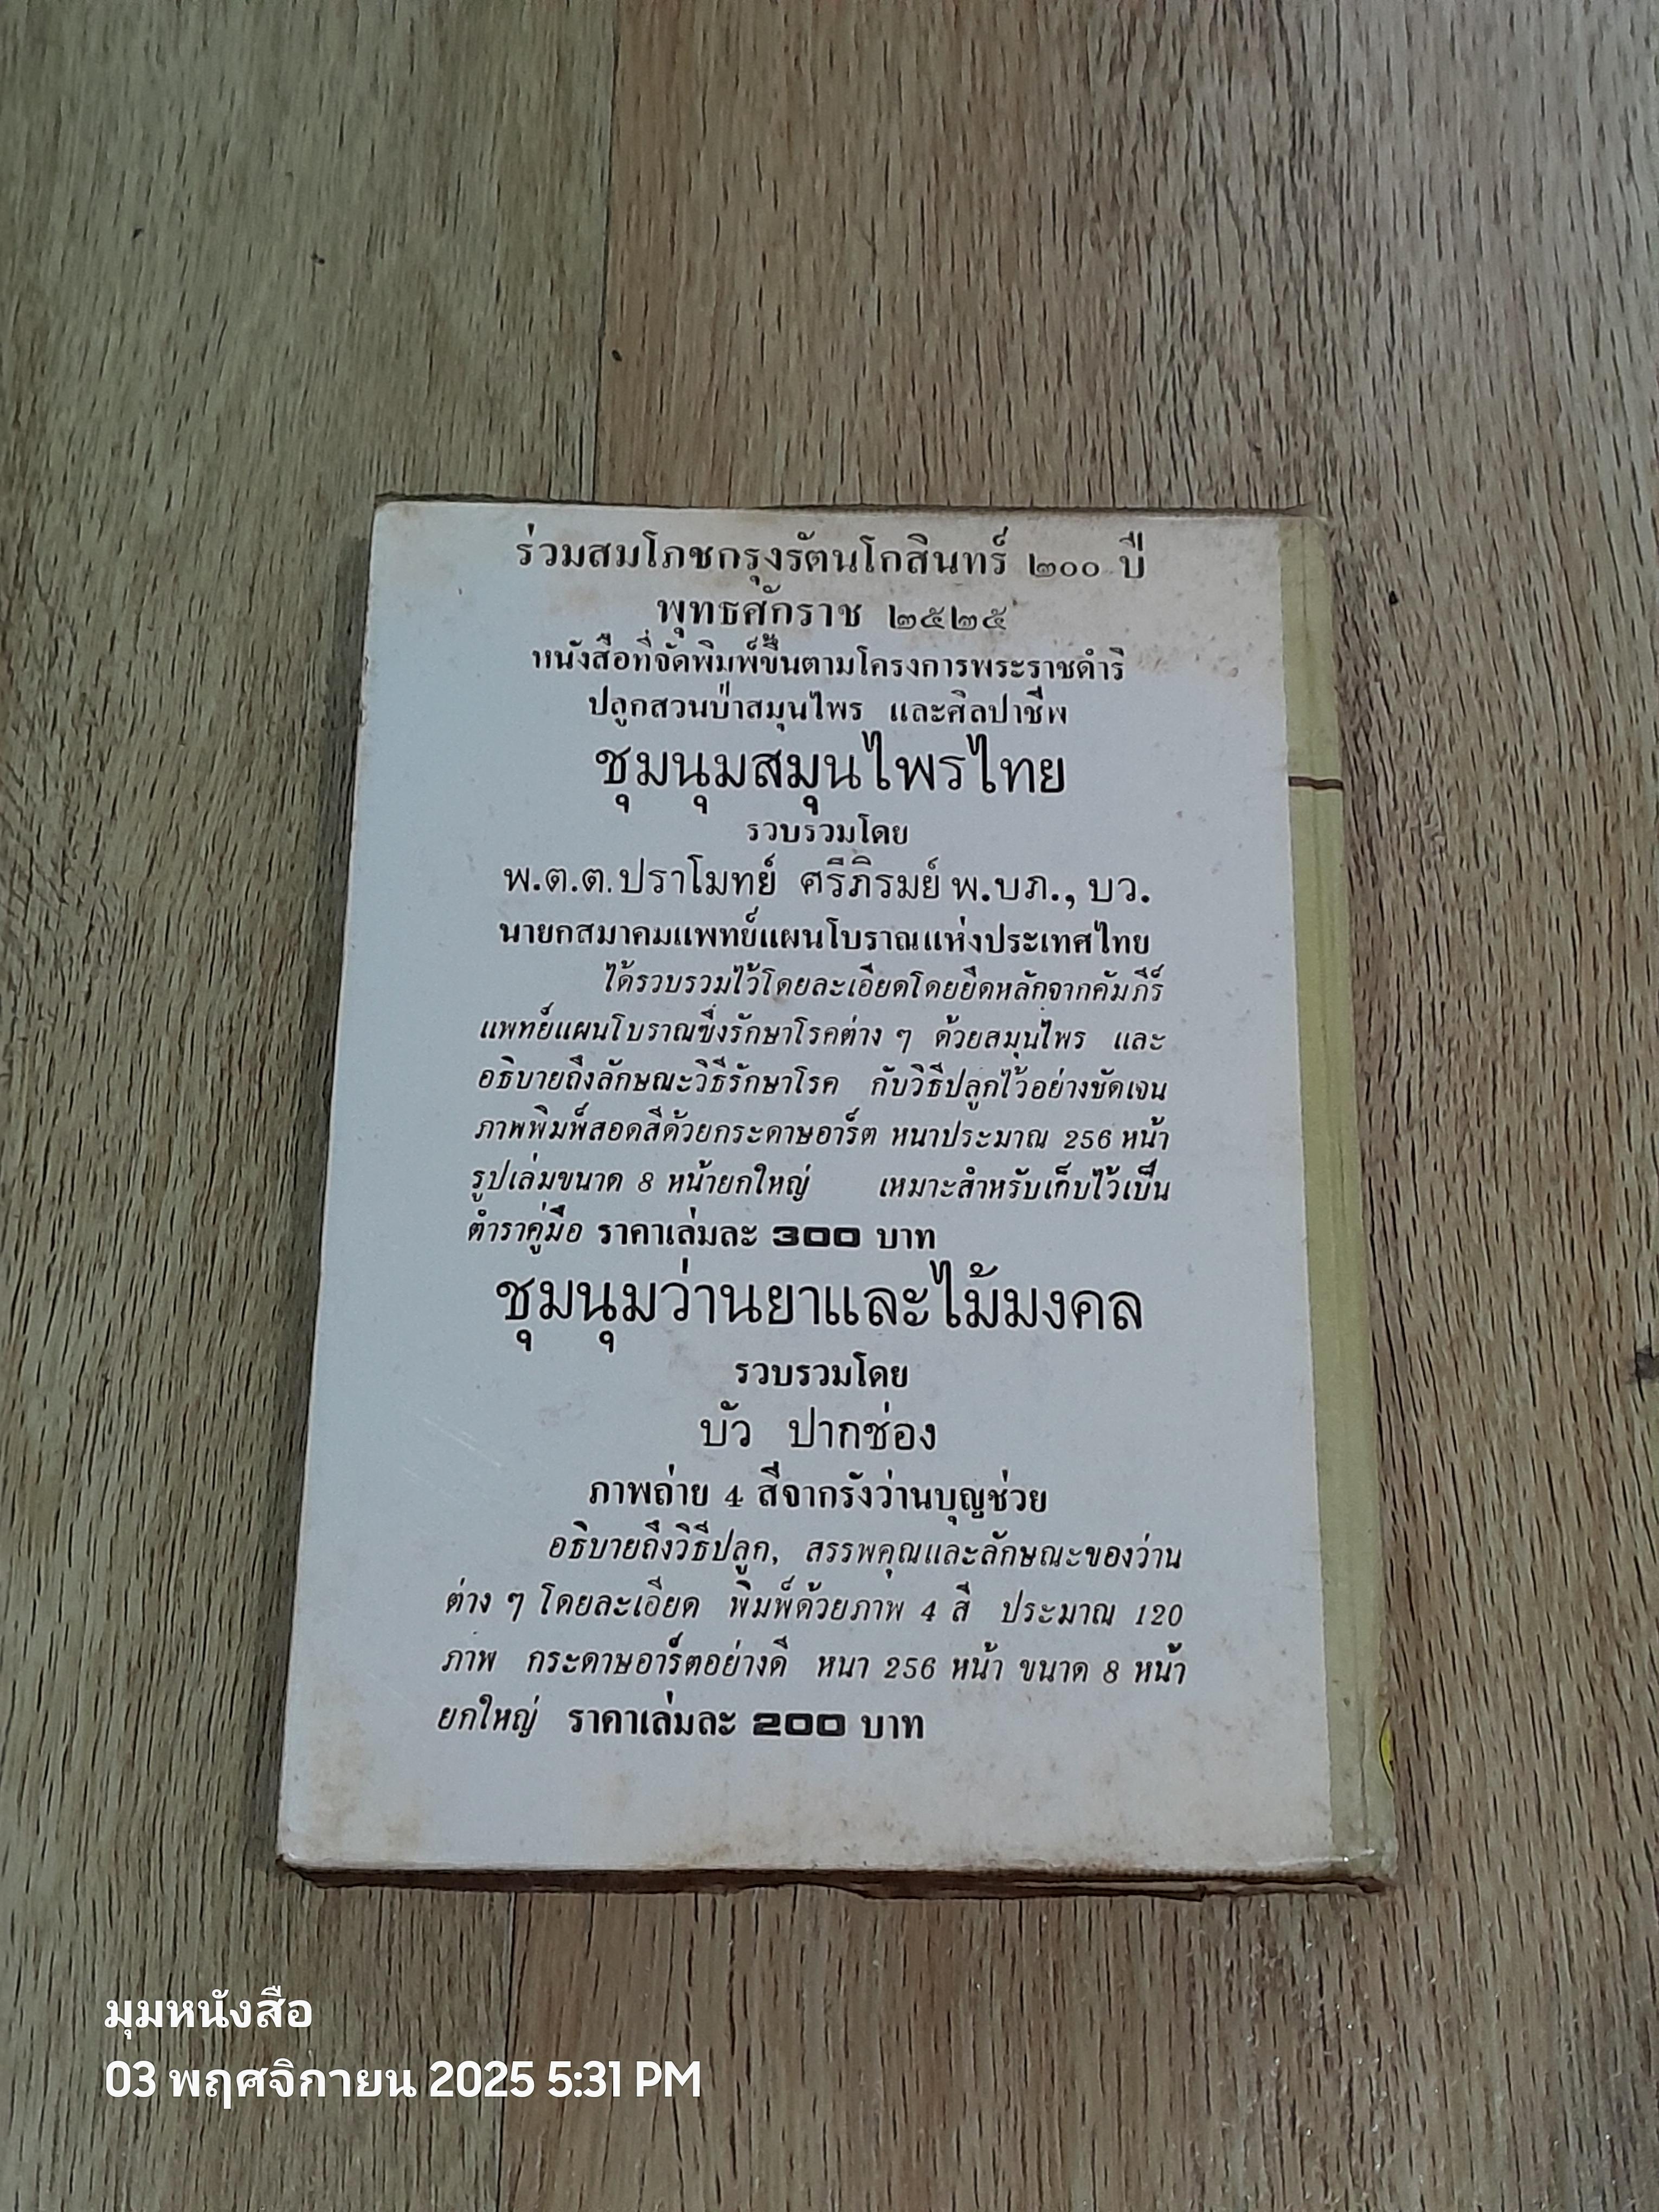 ร่วมสมโภชกรุงรัตนโกสินทร์ ๒๐๐ ปี
พุทธศักราช ๒๕๒๕
หนังสือที่จัดพิมพ์ขึ้นตามโครงการพระราชดำริ
ปลูกสวนป่าสมุนไพร และศิลปาชีพ
ชุมนุมสมุนไพรไทย
รวบรวมโดย
พ.ต.ต. ปราโมทย์ ศรีภิรมย์ พ.บภ., บว.
นายกสมาคมแพทย์แผนโบราณแห่งประเทศไทย
ได้รวบรวมไว้โดยละเอียดโดยยึดหลักจากคัมภีร์
แพทย์แผนโบราณซึ่งรักษาโรคต่าง ๆ ด้วยสมุนไพร และ
อธิบายถึงลักษณะวิธีรักษาโรค กับวิธีปลูกไว้อย่างชัดเจน
ภาพพิมพ์สอดสีด้วยกระดาษอาร์ต หนาประมาณ 256 หน้า
รูปเล่มขนาด 8 หน้ายกใหญ่ เหมาะสำหรับเก็บไว้เป็น
ตำราคู่มือ ราคาเล่มละ 300 บาท
ชุมนุมว่านยาและไม้มงคล
รวบรวมโดย
บัว ปากช่อง
ภาพถ่าย 4 สีจากรังว่านบุญช่วย
อธิบายถึงวิธีปลูก, สรรพคุณและลักษณะของว่าน
ต่าง ๆ โดยละเอียด พิมพ์ด้วยภาพ 4 สี ประมาณ 120
ภาพ กระดาษอาร์ตอย่างดี หนา 256 หน้า ขนาด 8 หน้า
ยกใหญ่ ราคาเล่มละ 200 บาท
มุมหนังสือ
03 พฤศจิกายน 2025 5:31 PM